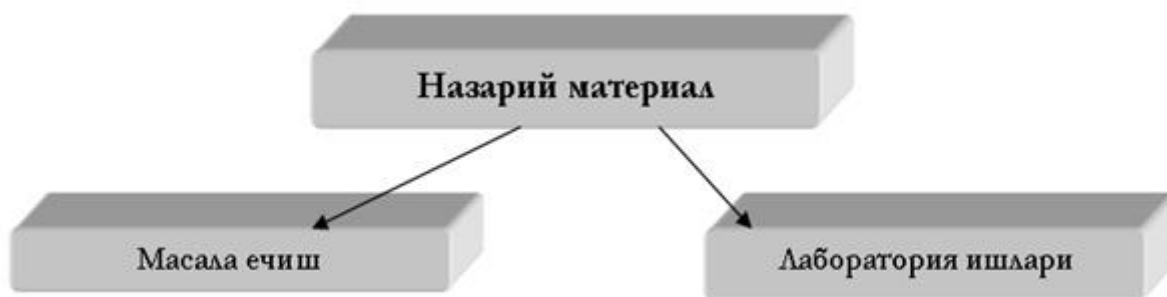 Назарий материал
Масала ечиш
Лаборатория ишлари